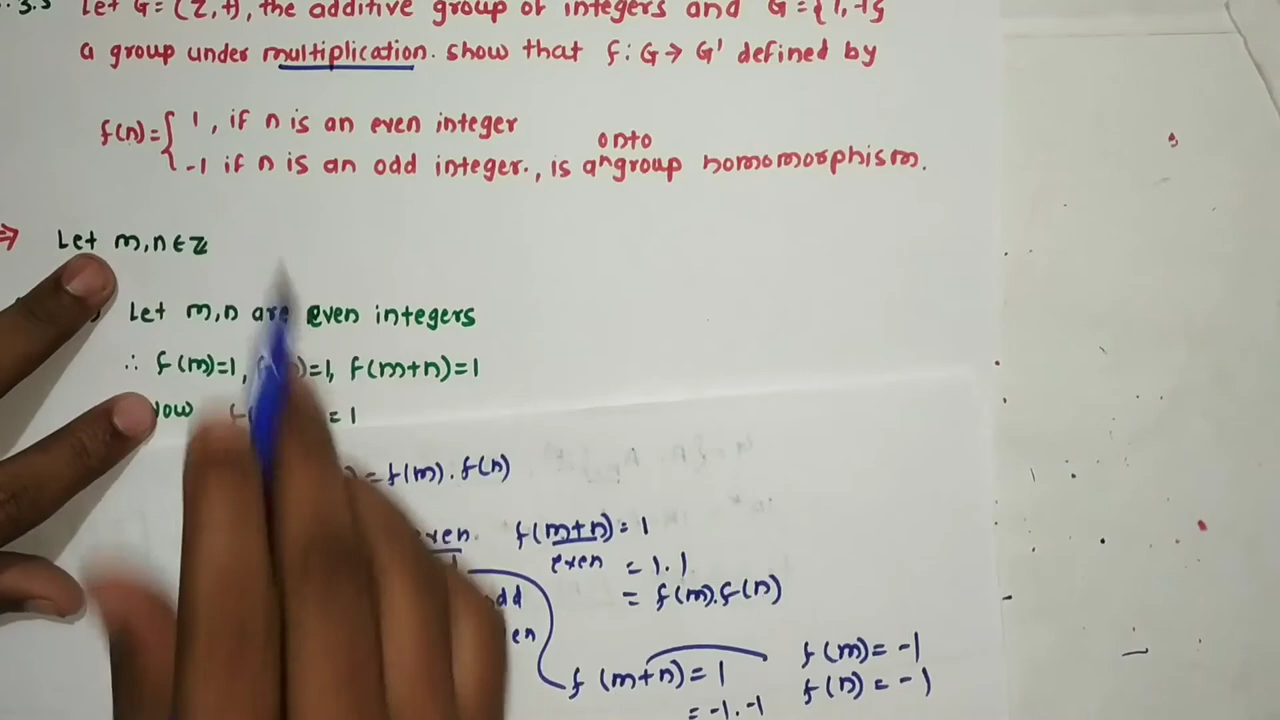 Let G = (Z, +), the additive group of integers and G = {1, -1}
a group under multiplication. show that f : G → G' defined by
f(n) = { 1, if n is an even integer
-1 if n is an odd integer., is a^n group homomorphism.
onto
⇒ Let m, n ∈ Z
Let m, n are even integers
∴ f(m)=1, =1, f(m+n)=1
= 1
= f(m). f(n)
f(m+n) = 1
even = 1.1
= f(m).f(n)
odd
f(m+n) = 1
= -1. -1
f(m) = -1
f(n) = -1